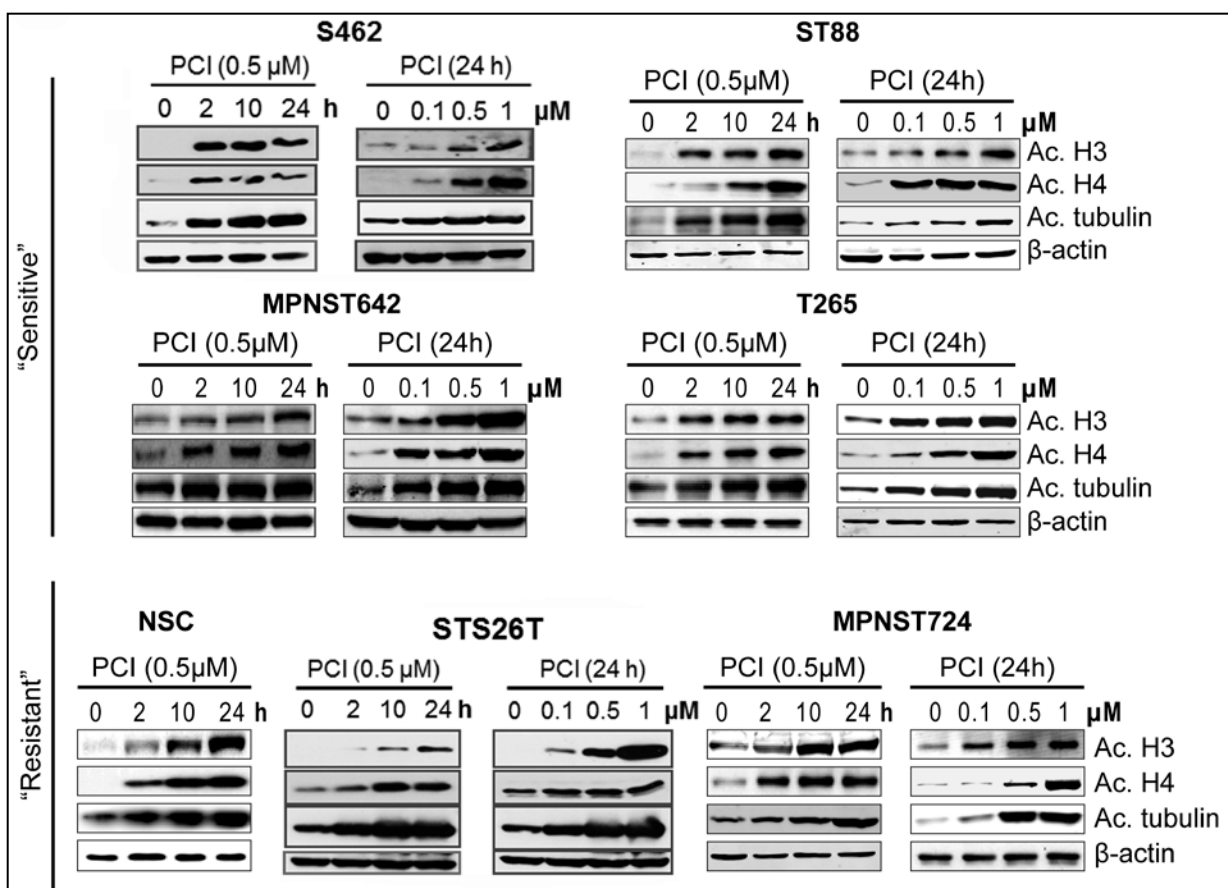 S462 ST88
PCI (0.5 µM) PCI (24 h) PCI (0.5µM) PCI (24h)
0 2 10 24 h 0 0.1 0.5 1 µM 0 2 10 24 h 0 0.1 0.5 1 µM
Ac. H3
Ac. H4
Ac. tubulin
β-actin
"Sensitive"
MPNST642 T265
PCI (0.5µM) PCI (24h) PCI (0.5µM) PCI (24h)
0 2 10 24 h 0 0.1 0.5 1 µM 0 2 10 24 h 0 0.1 0.5 1 µM
Ac. H3
Ac. H4
Ac. tubulin
β-actin
NSC STS26T MPNST724
PCI (0.5µM) PCI (0.5 µM) PCI (24 h) PCI (0.5µM) PCI (24h)
0 2 10 24 h 0 2 10 24 h 0 0.1 0.5 1 µM 0 2 10 24 h 0 0.1 0.5 1 µM
"Resistant"
Ac. H3
Ac. H4
Ac. tubulin
β-actin